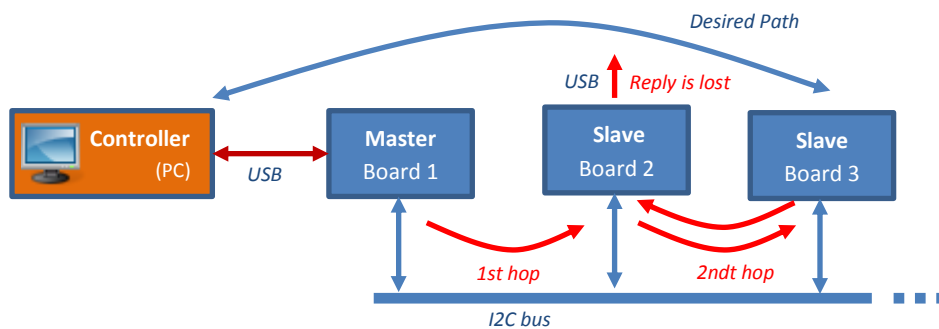 Desired Path
USB
Reply is lost
Controller
(PC)
USB
Master
Board 1
Slave
Board 2
Slave
Board 3
1st hop
2ndt hop
I2C bus